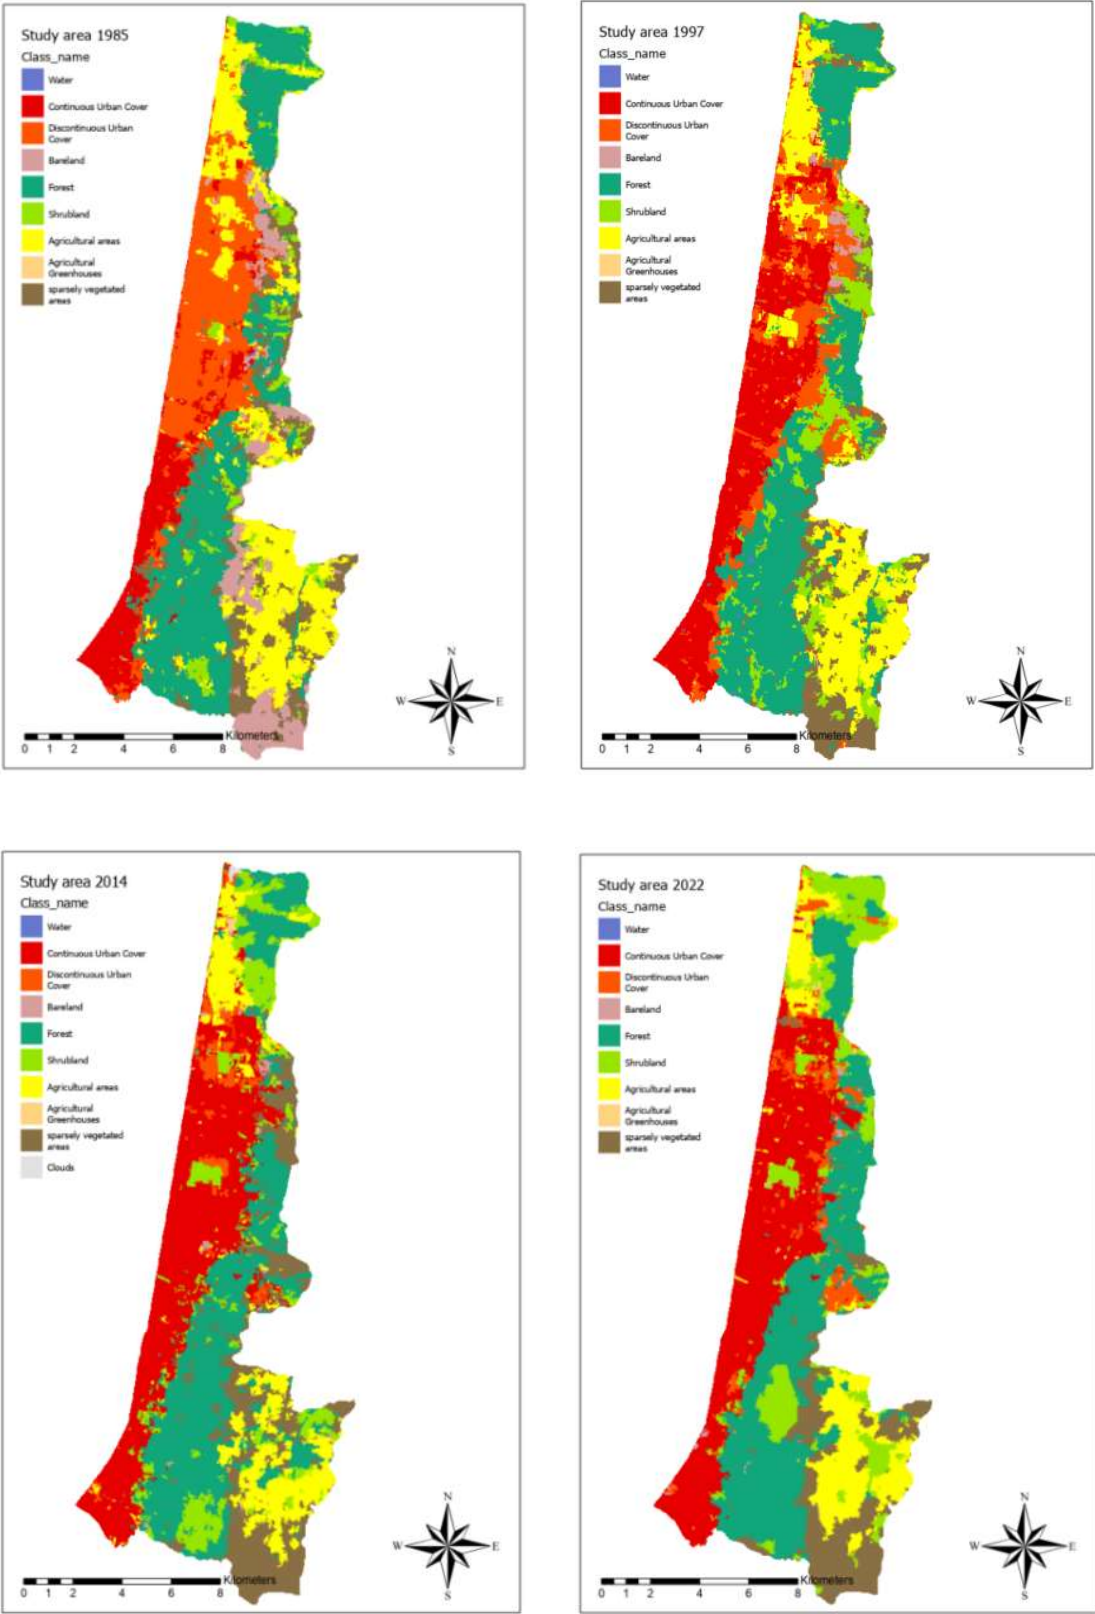 Study area 1985
Class_name
Water
Continuous Urban Cover
Discontinuous Urban
Cover
Bareland
Forest
Shrubland
Agricultural areas
Agricultural
Greenhouses
sparsely vegetated
areas
N
W
E
S
Kilometers
0 1 2 4 6 8
Study area 1997
Class_name
Water
Continuous Urban Cover
Discontinuous Urban
Cover
Bareland
Forest
Shrubland
Agricultural areas
Agricultural
Greenhouses
sparsely vegetated
areas
N
W
E
S
Kilometers
0 1 2 4 6 8
Study area 2014
Class_name
Water
Continuous Urban Cover
Discontinuous Urban
Cover
Bareland
Forest
Shrubland
Agricultural areas
Agricultural
Greenhouses
sparsely vegetated
areas
Clouds
N
W
E
S
Kilometers
0 1 2 4 6 8
Study area 2022
Class_name
Water
Continuous Urban Cover
Discontinuous Urban
Cover
Bareland
Forest
Shrubland
Agricultural areas
Agricultural
Greenhouses
sparsely vegetated
areas
N
W
E
S
Kilometers
0 1 2 4 6 8